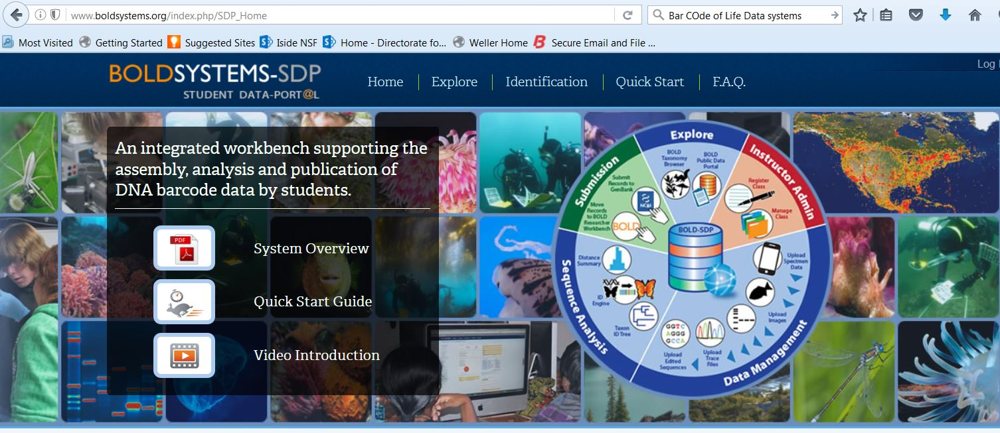 www.boldsystems.org/index.php/SDP_Home
Bar COde of Life Data systems
Most Visited
Getting Started
Suggested Sites
Iside NSF
Home - Directorate fo...
Weller Home
Secure Email and File ...
BOLDSYSTEMS-SDP
STUDENT DATA-PORT@L
Home
Explore
Identification
Quick Start
F.A.Q.
Log
An integrated workbench supporting the
assembly, analysis and publication of
DNA barcode data by students.
PDF
System Overview
Quick Start Guide
Video Introduction
Explore
BOLD
Taxonomy
Browser
BOLD
Public Data
Portal
Instructor Admin
Register
Class
Manage
Class
Submission
Submit
Records to
GenBank
NCBI
Move
Records
to BOLD
Researcher
Workbench
BOLD
BOLD-SDP
Sequence Analysis
Distance
Summary
ID
Engine
Taxon
ID Tree
Data Management
Upload
Specimen
Data
Upload
Images
Upload
Trace
Files
GGTC
AGGG
GCCA
Upload
Edited
Sequences